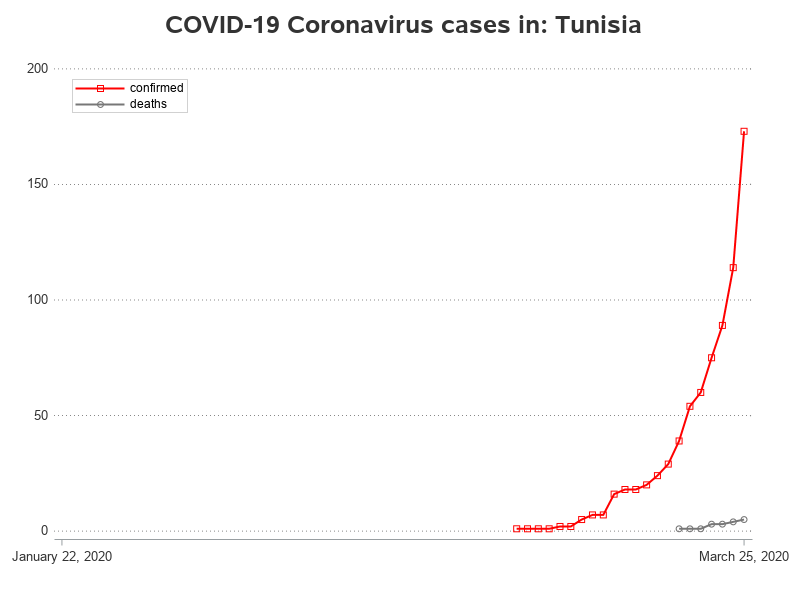 COVID-19 Coronavirus cases in: Tunisia
200
confirmed
deaths
150
100
50
0
January 22, 2020 March 25, 2020